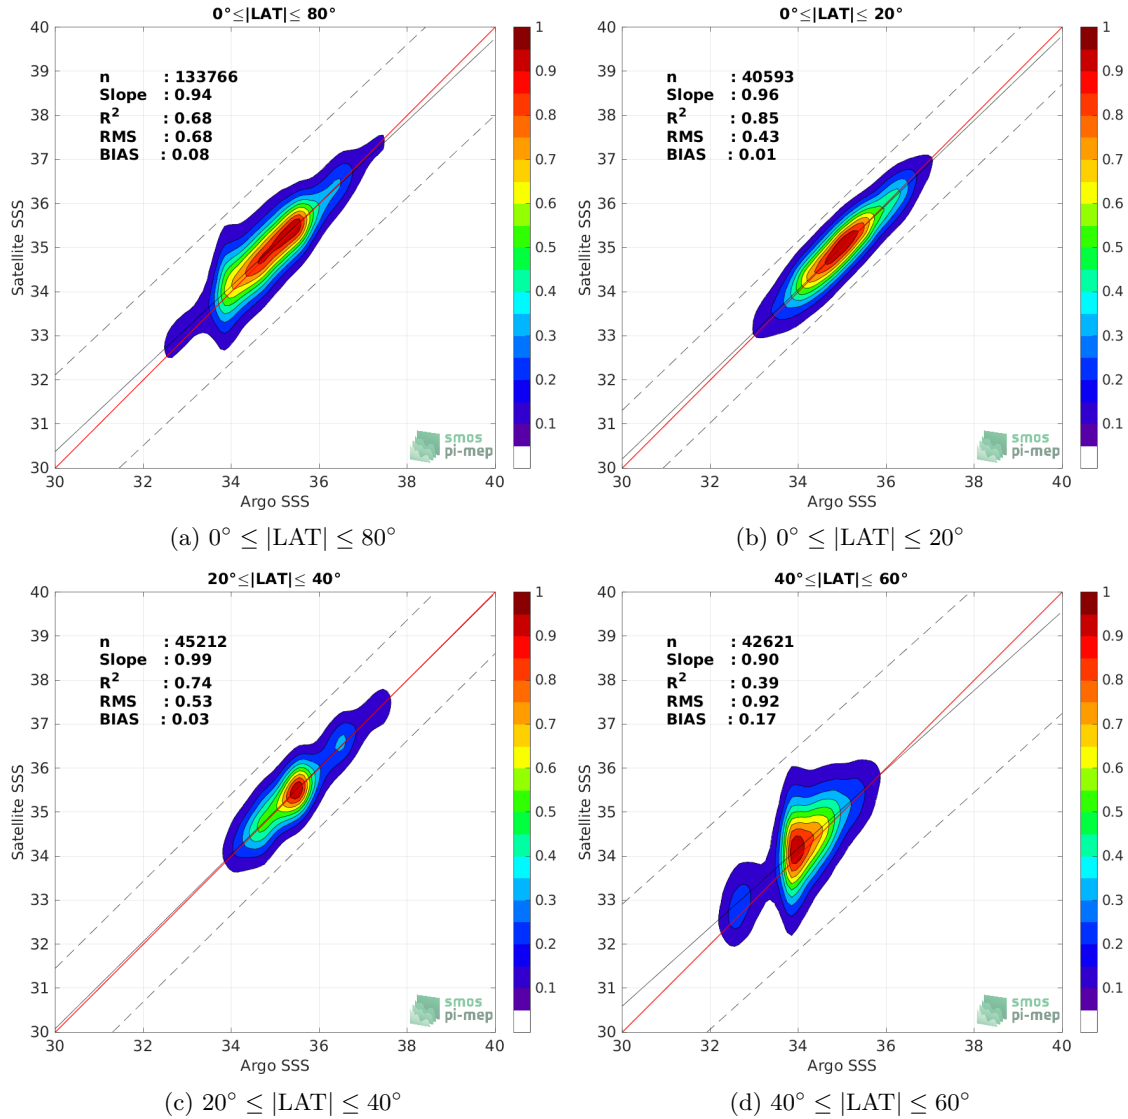 0°≤|LAT|≤ 80°
40
39
38
37
36
35
34
33
32
31
30
30 32 34 36 38 40
Satellite SSS
Argo SSS
n : 133766
Slope : 0.94
R² : 0.68
RMS : 0.68
BIAS : 0.08
1
0.9
0.8
0.7
0.6
0.5
0.4
0.3
0.2
0.1
smos
pi-mep
(a) 0° ≤ |LAT| ≤ 80°
0°≤|LAT|≤ 20°
40
39
38
37
36
35
34
33
32
31
30
30 32 34 36 38 40
Satellite SSS
Argo SSS
n : 40593
Slope : 0.96
R² : 0.85
RMS : 0.43
BIAS : 0.01
1
0.9
0.8
0.7
0.6
0.5
0.4
0.3
0.2
0.1
smos
pi-mep
(b) 0° ≤ |LAT| ≤ 20°
20°≤|LAT|≤ 40°
40
39
38
37
36
35
34
33
32
31
30
30 32 34 36 38 40
Satellite SSS
Argo SSS
n : 45212
Slope : 0.99
R² : 0.74
RMS : 0.53
BIAS : 0.03
1
0.9
0.8
0.7
0.6
0.5
0.4
0.3
0.2
0.1
smos
pi-mep
(c) 20° ≤ |LAT| ≤ 40°
40°≤|LAT|≤ 60°
40
39
38
37
36
35
34
33
32
31
30
30 32 34 36 38 40
Satellite SSS
Argo SSS
n : 42621
Slope : 0.90
R² : 0.39
RMS : 0.92
BIAS : 0.17
1
0.9
0.8
0.7
0.6
0.5
0.4
0.3
0.2
0.1
smos
pi-mep
(d) 40° ≤ |LAT| ≤ 60°